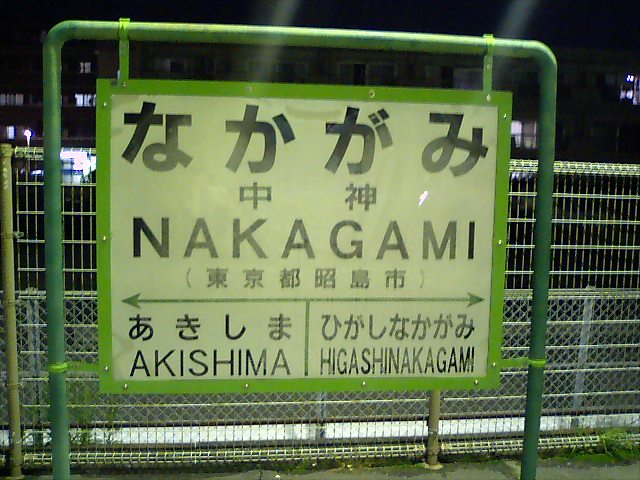 なかがみ
中神
NAKAGAMI
(東京都昭島市)
あきしま ひがしなかがみ
AKISHIMA HIGASHINAKAGAMI